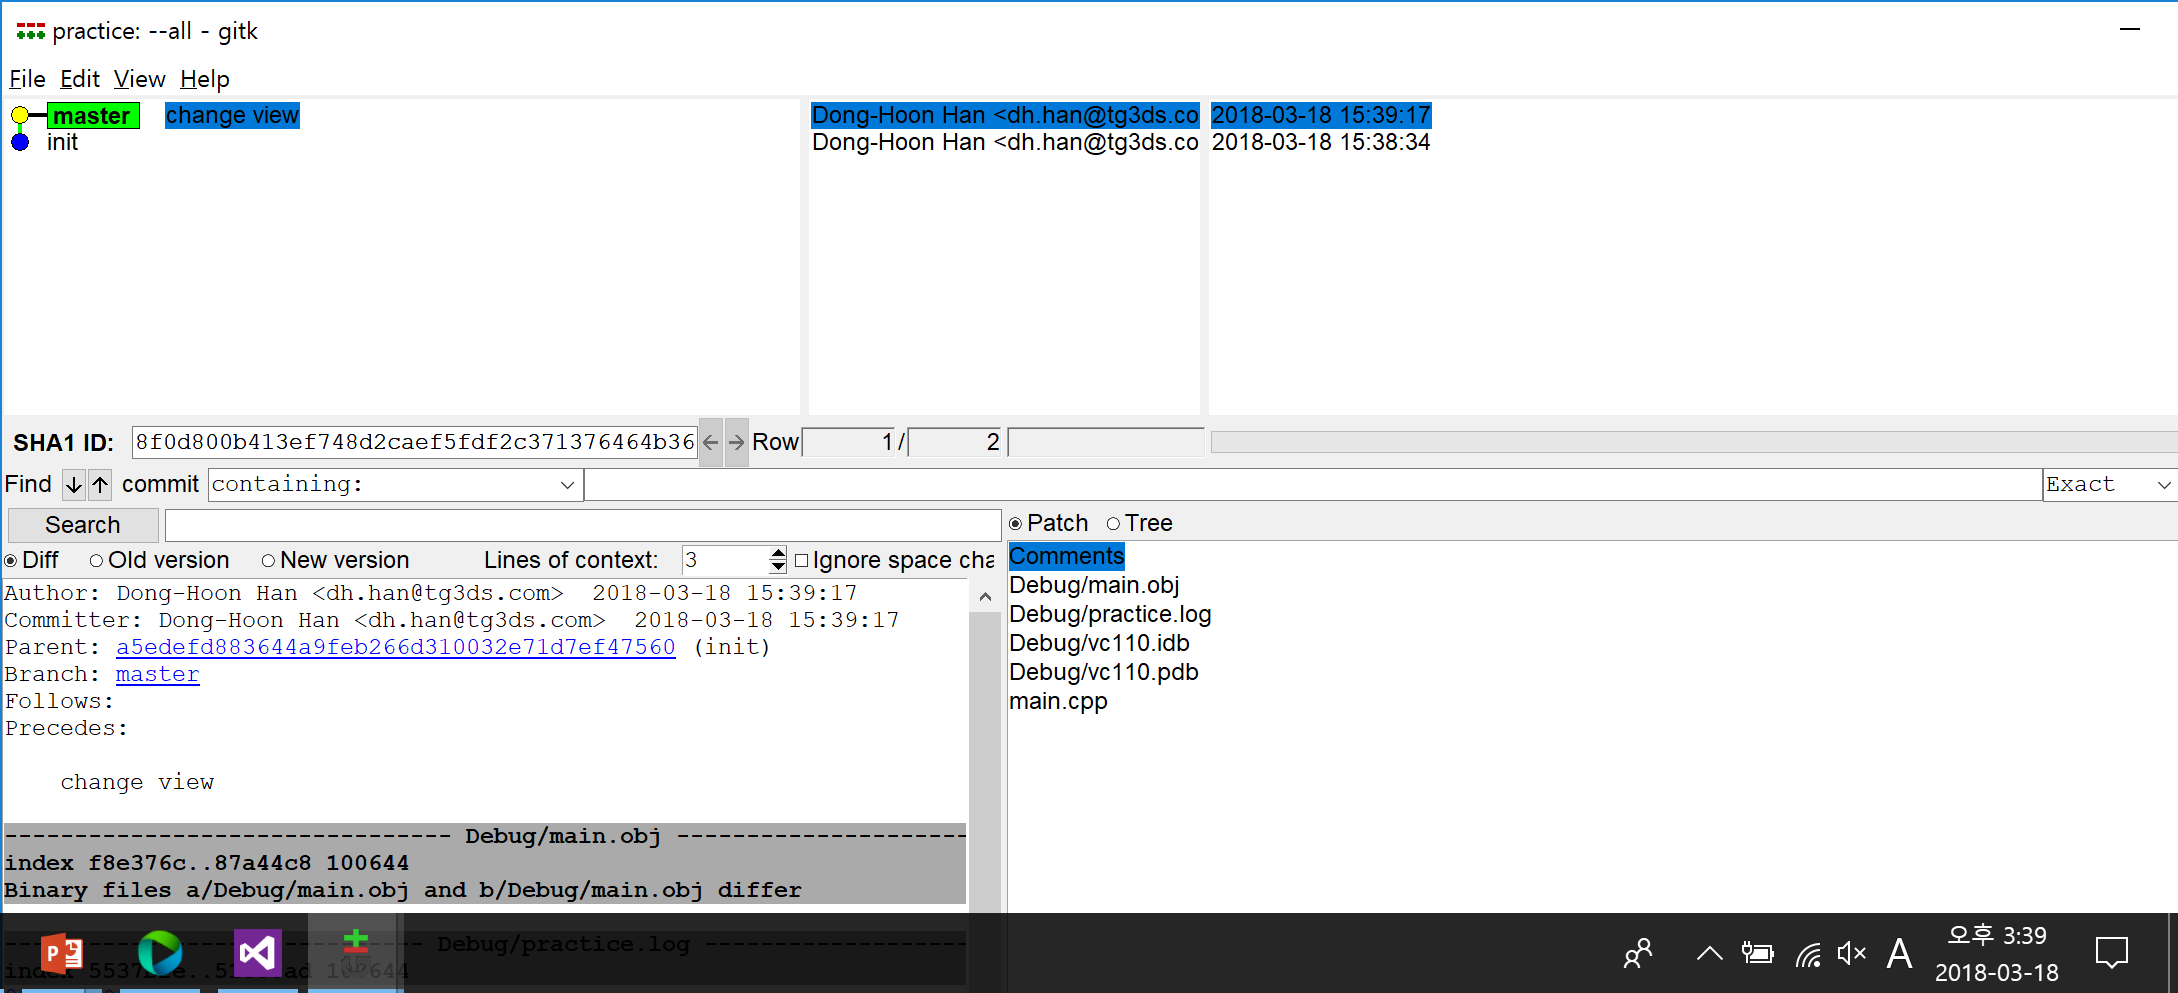 practice: --all - gitk
File Edit View Help
master change view Dong-Hoon Han <dh.han@tg3ds.co 2018-03-18 15:39:17
init Dong-Hoon Han <dh.han@tg3ds.co 2018-03-18 15:38:34
SHA1 ID: 8f0d800b413ef748d2caef5fdf2c371376464b36 Row 1 / 2
Find commit containing: Exact
Search
Patch Tree
Diff Old version New version Lines of context: 3 Ignore space cha
Comments
Debug/main.obj
Debug/practice.log
Debug/vc110.idb
Debug/vc110.pdb
main.cpp
Author: Dong-Hoon Han <dh.han@tg3ds.com> 2018-03-18 15:39:17
Committer: Dong-Hoon Han <dh.han@tg3ds.com> 2018-03-18 15:39:17
Parent: a5edefd883644a9feb266d310032e71d7ef47560 (init)
Branch: master
Follows:
Precedes:
change view
-------------------------------- Debug/main.obj ---------------------
index f8e376c..87a44c8 100644
Binary files a/Debug/main.obj and b/Debug/main.obj differ
Debug/practice.log -------------------
index
A
오후 3:39
2018-03-18